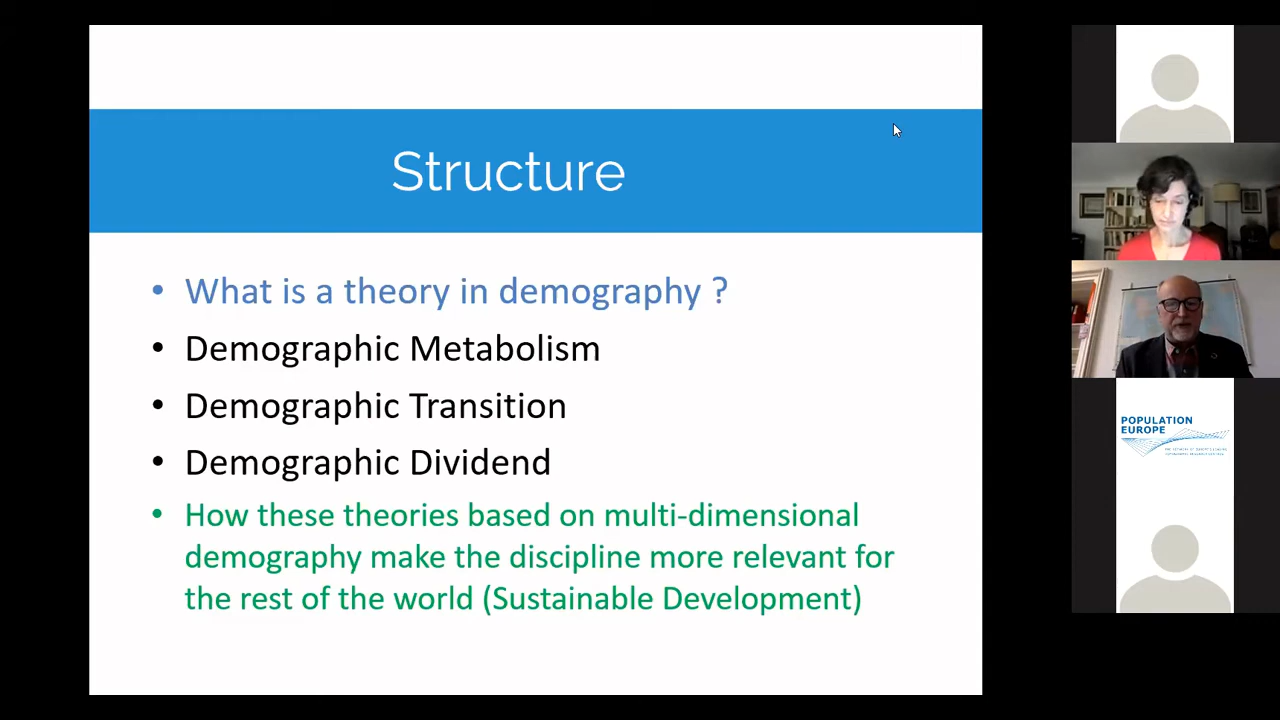 Structure
• What is a theory in demography ?
• Demographic Metabolism
• Demographic Transition
• Demographic Dividend
• How these theories based on multi-dimensional
demography make the discipline more relevant for
the rest of the world (Sustainable Development)
POPULATION
EUROPE